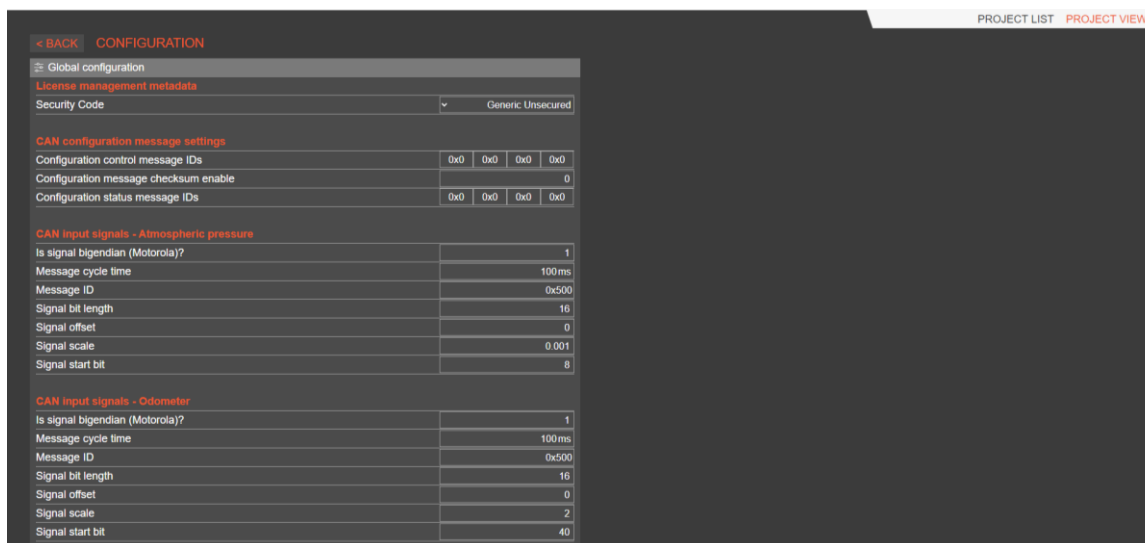 PROJECT LIST PROJECT VIEW
< BACK CONFIGURATION
Global configuration
License management metadata
Security Code Generic Unsecured
CAN configuration message settings
Configuration control message IDs 0x0 0x0 0x0 0x0
Configuration message checksum enable 0
Configuration status message IDs 0x0 0x0 0x0 0x0
CAN input signals - Atmospheric pressure
Is signal bigendian (Motorola)? 1
Message cycle time 100 ms
Message ID 0x500
Signal bit length 16
Signal offset 0
Signal scale 0.001
Signal start bit 8
CAN input signals - Odometer
Is signal bigendian (Motorola)? 1
Message cycle time 100 ms
Message ID 0x500
Signal bit length 16
Signal offset 0
Signal scale 2
Signal start bit 40